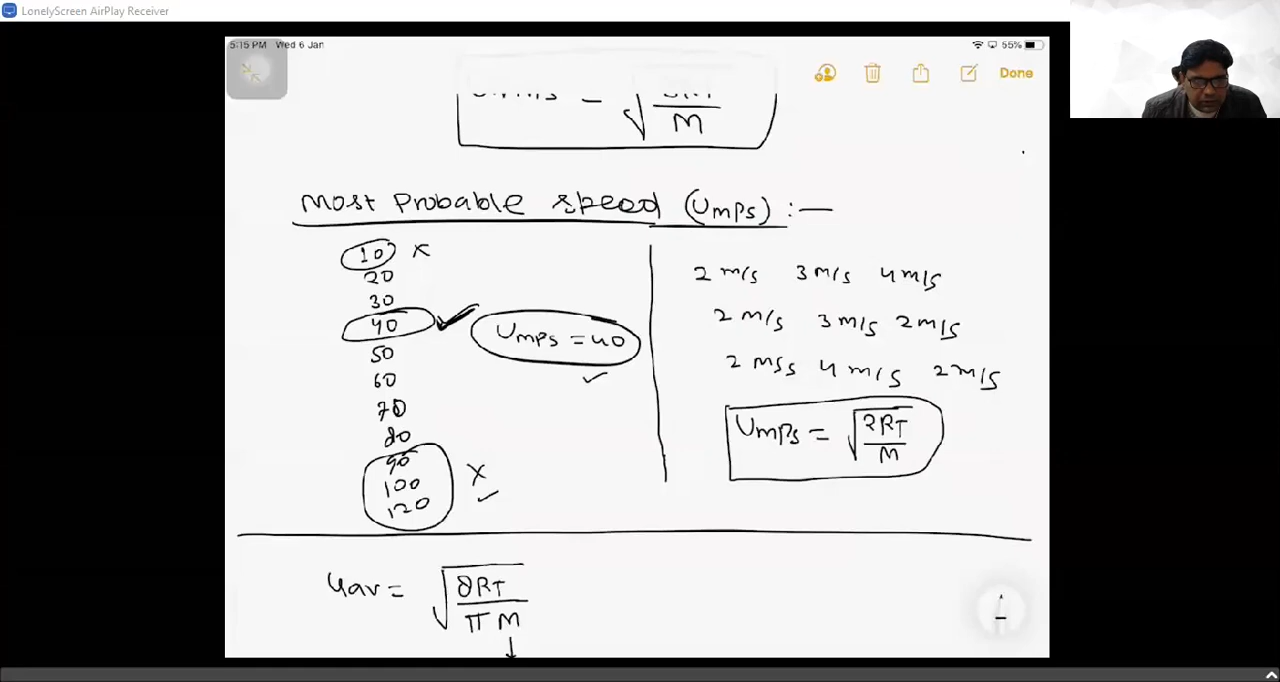 LonelyScreen AirPlay Receiver
5:15 PM Wed 6 Jan
55%
Done
= √
M
Most Probable speed (Umps) :—
10 ×
20
30
40 ✓
50
60
70
80
90
100 ×
120 ✓
Umps = 40
✓
2 m/s 3 m/s 4 m/s
2 m/s 3 m/s 2 m/s
2 mss 4 m/s 2 m/s
Umps = √2RT/M
Uav = √8RT/πM
↓